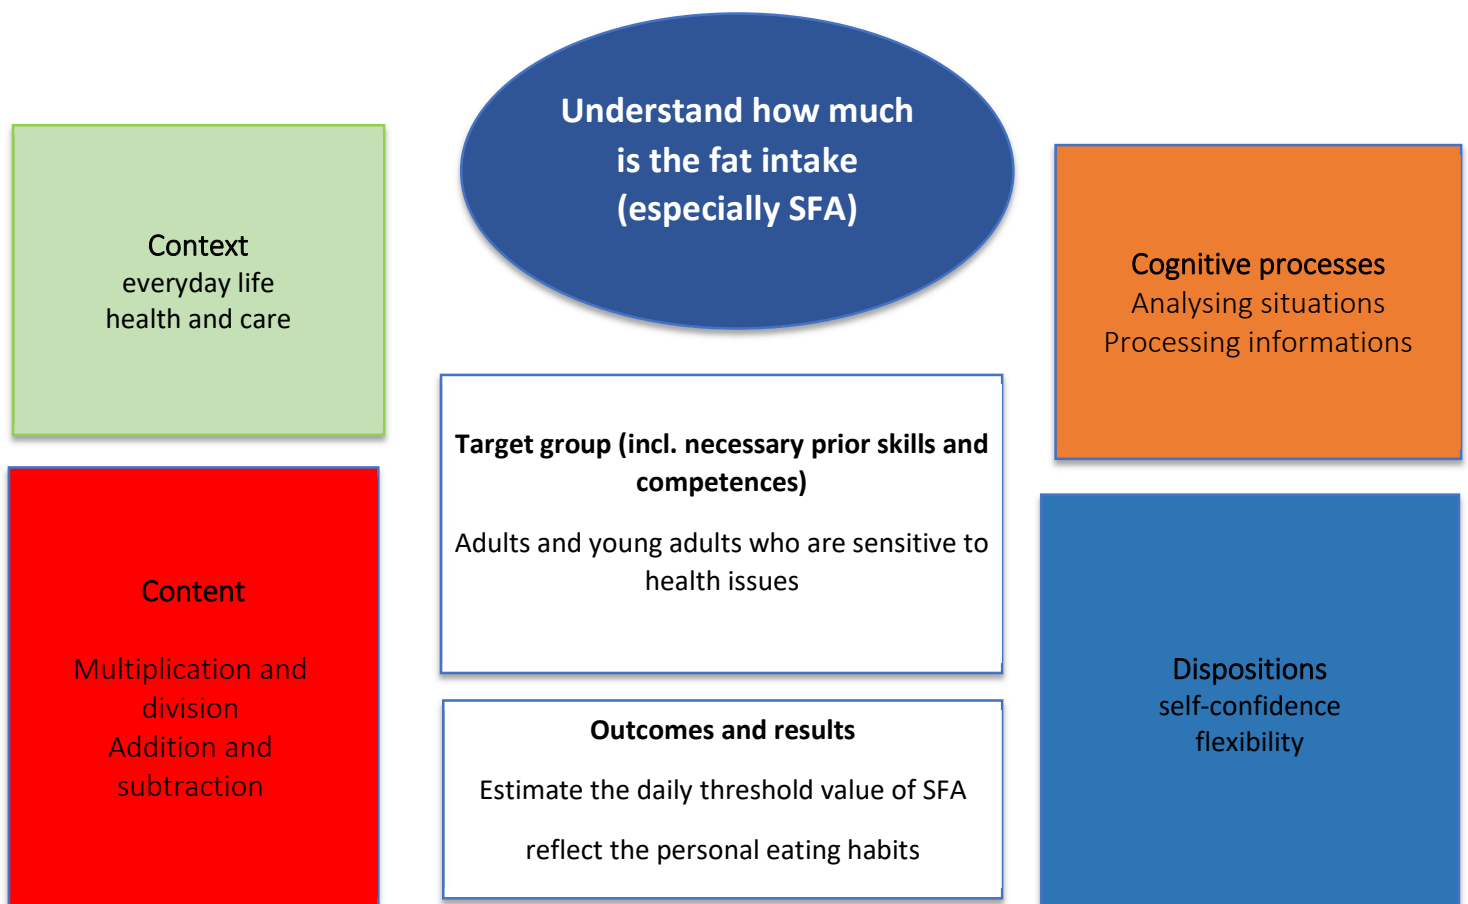 Understand how much
is the fat intake
(especially SFA)
Context
everyday life
health and care
Cognitive processes
Analysing situations
Processing informations
Target group (incl. necessary prior skills and
competences)
Adults and young adults who are sensitive to
health issues
Content
Multiplication and
division
Addition and
subtraction
Outcomes and results
Estimate the daily threshold value of SFA
reflect the personal eating habits
Dispositions
self-confidence
flexibility